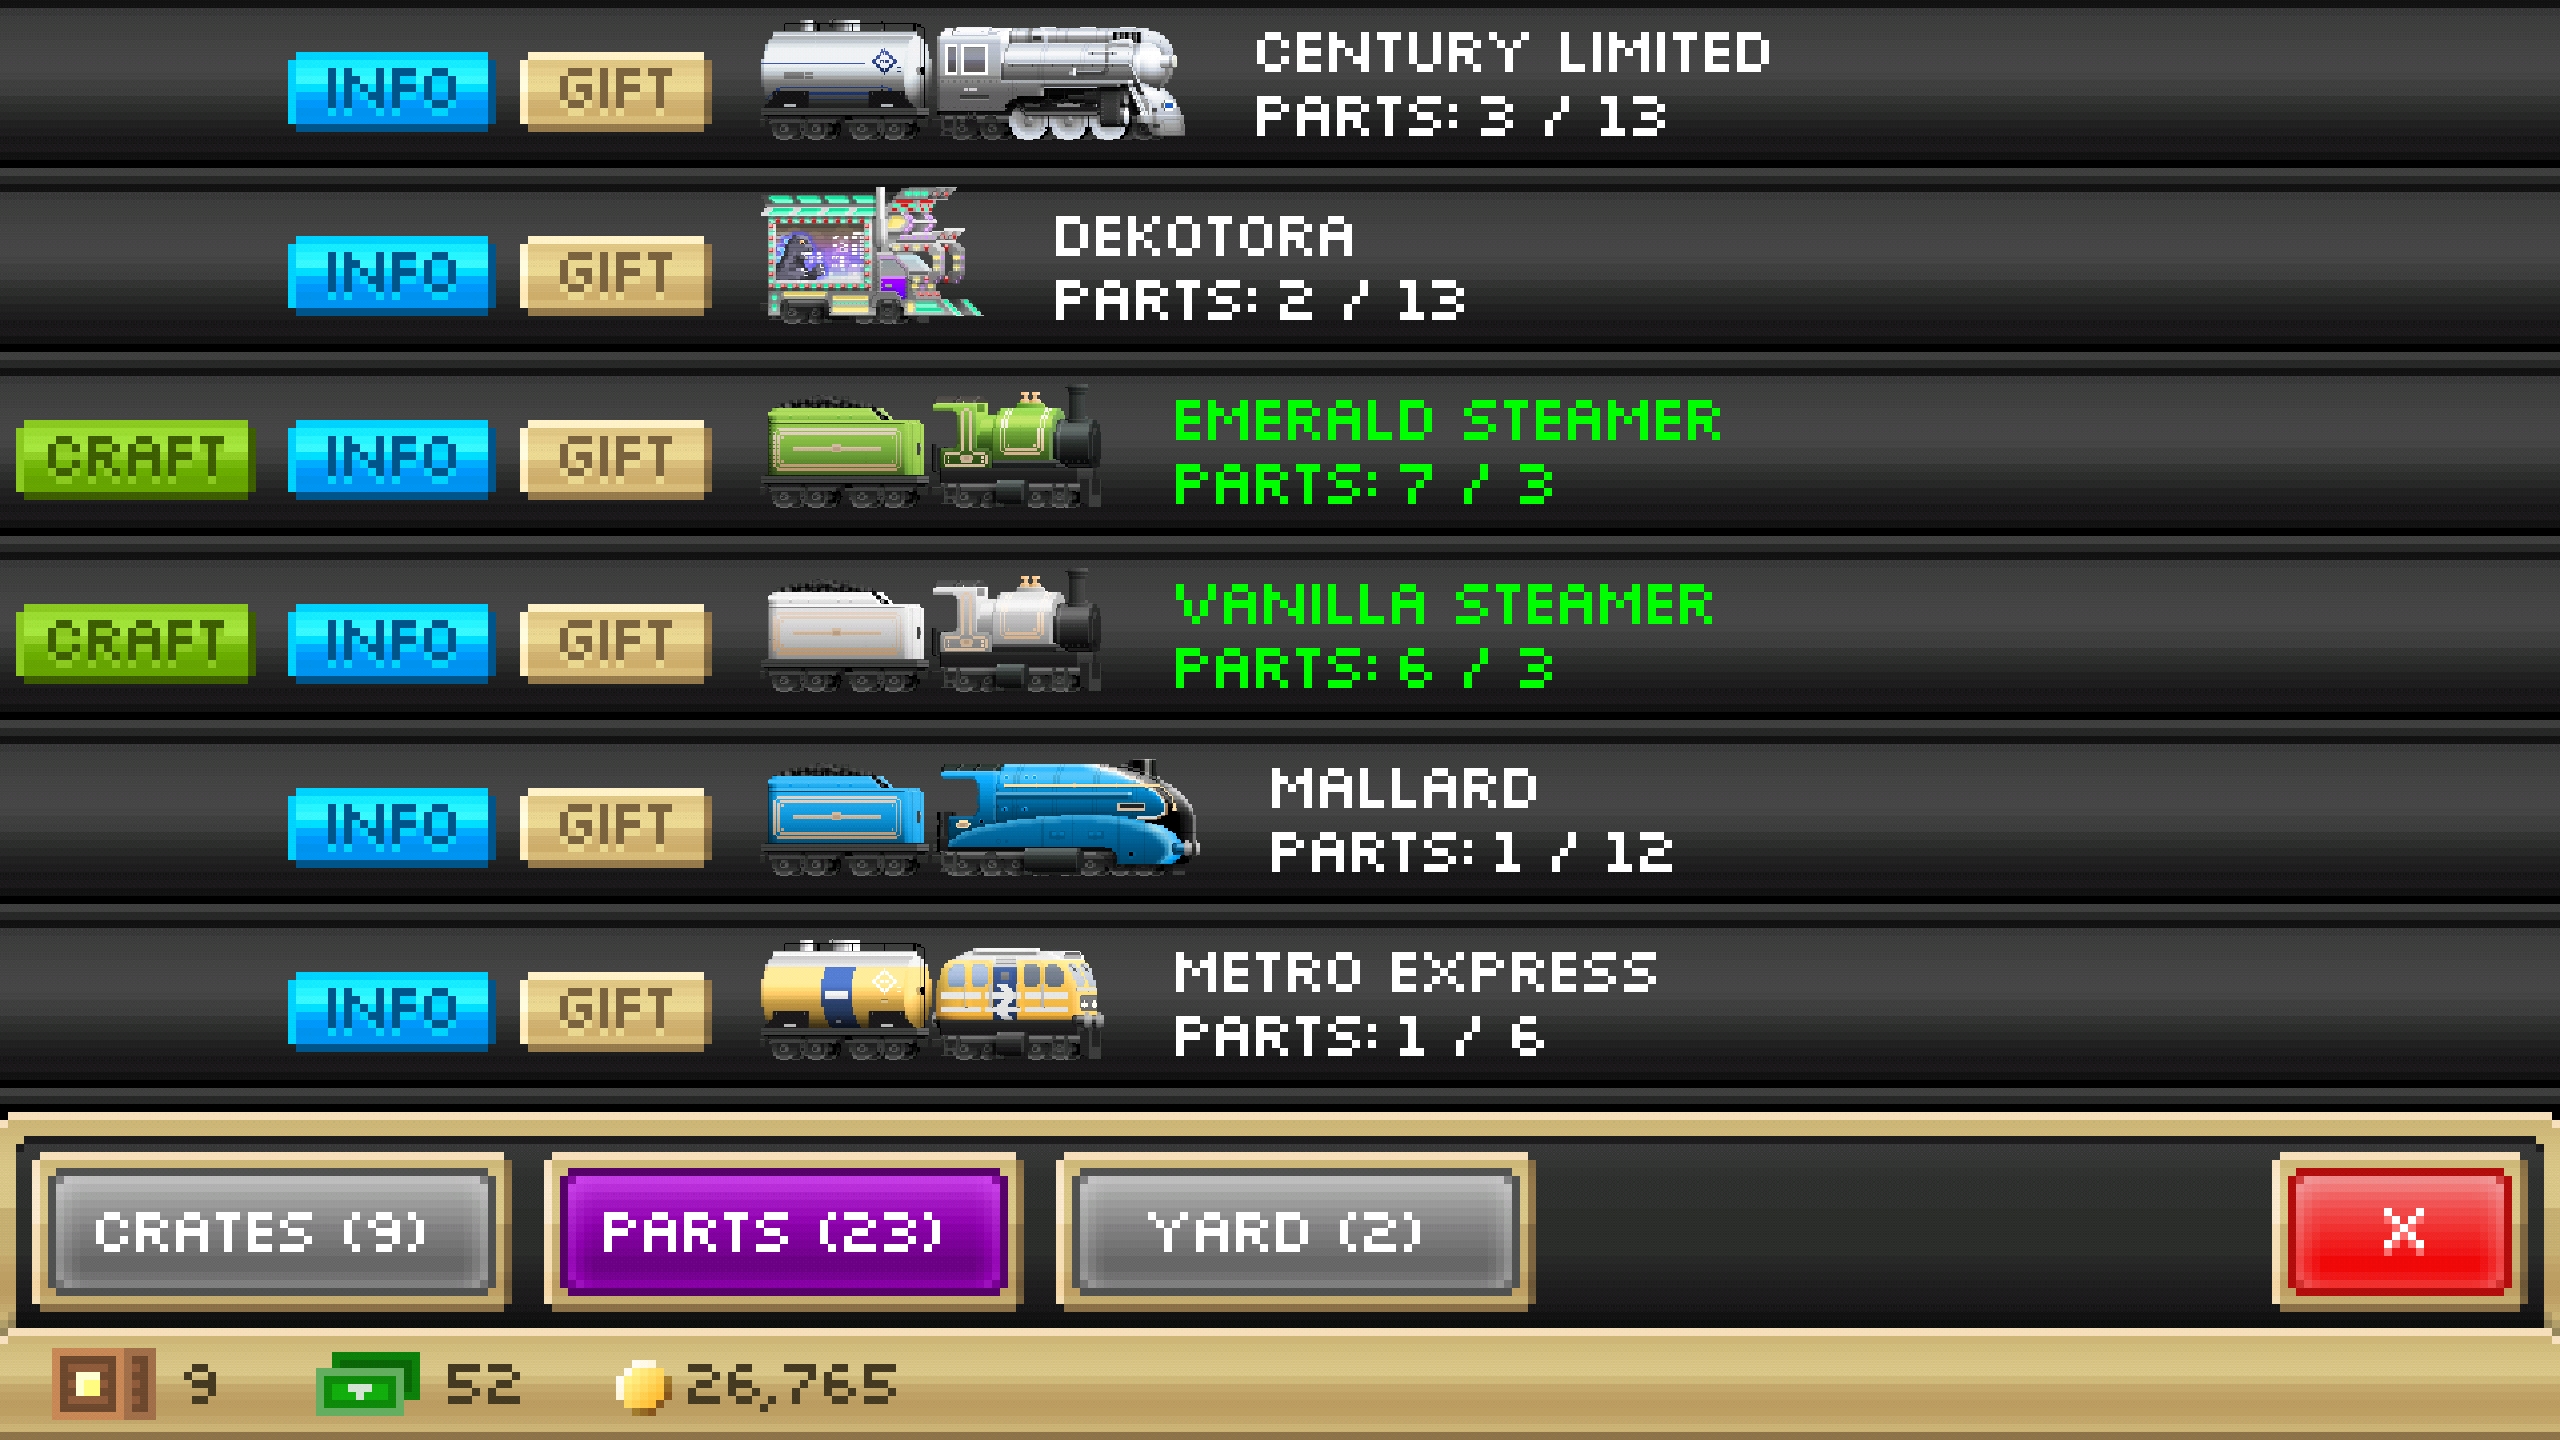 INFO GIFT CENTURY LIMITED
PARTS: 3 / 13
INFO GIFT DEKOTORA
PARTS: 2 / 13
CRAFT INFO GIFT EMERALD STEAMER
PARTS: 7 / 3
CRAFT INFO GIFT VANILLA STEAMER
PARTS: 6 / 3
INFO GIFT MALLARD
PARTS: 1 / 12
INFO GIFT METRO EXPRESS
PARTS: 1 / 6
CRATES (9) PARTS (23) YARD (2) X
9 52 26,765